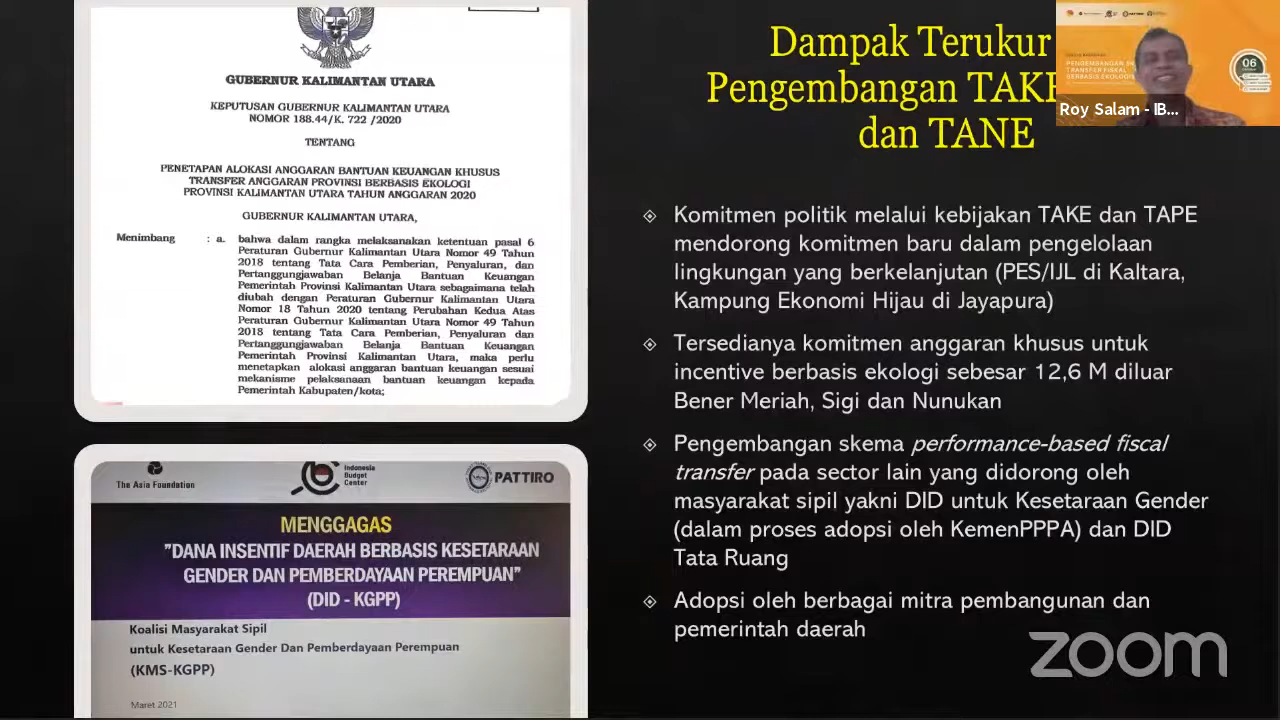 GUBERNUR KALIMANTAN UTARA
KEPUTUSAN GUBERNUR KALIMANTAN UTARA
NOMOR 188.44/K. 722 /2020
TENTANG
PENETAPAN ALOKASI ANGGARAN BANTUAN KEUANGAN KHUSUS
TRANSFER ANGGARAN PROVINSI BERBASIS EKOLOGI
PROVINSI KALIMANTAN UTARA TAHUN ANGGARAN 2020
GUBERNUR KALIMANTAN UTARA,
Menimbang : a. bahwa dalam rangka melaksanakan ketentuan pasal 6
Peraturan Gubernur Kalimantan Utara Nomor 49 Tahun
2018 tentang Tata Cara Pemberian, Penyaluran, dan
Pertanggungjawaban Belanja Bantuan Keuangan
Pemerintah Provinsi Kalimantan Utara sebagaimana telah
diubah dengan Peraturan Gubernur Kalimantan Utara
Nomor 18 Tahun 2020 tentang Perubahan Kedua Atas
Peraturan Gubernur Kalimantan Utara Nomor 49 Tahun
2018 tentang Tata Cara Pemberian, Penyaluran dan
Pertanggungjawaban Belanja Bantuan Keuangan
Pemerintah Provinsi Kalimantan Utara, maka perlu
menetapkan alokasi anggaran bantuan keuangan sesuai
mekanisme pelaksanaan bantuan keuangan kepada
Pemerintah Kabupaten/kota;
The Asia Foundation
Indonesia
Budget
Center
PATTIRO
MENGGAGAS
"DANA INSENTIF DAERAH BERBASIS KESETARAAN
GENDER DAN PEMBERDAYAAN PEREMPUAN"
(DID - KGPP)
Koalisi Masyarakat Sipil
untuk Kesetaraan Gender Dan Pemberdayaan Perempuan
(KMS-KGPP)
Maret 2021
Dampak Terukur
Pengembangan
dan TANE
Komitmen politik melalui kebijakan TAKE dan TAPE
mendorong komitmen baru dalam pengelolaan
lingkungan yang berkelanjutan (PES/IJL di Kaltara,
Kampung Ekonomi Hijau di Jayapura)
Tersedianya komitmen anggaran khusus untuk
incentive berbasis ekologi sebesar 12,6 M diluar
Bener Meriah, Sigi dan Nunukan
Pengembangan skema performance-based fiscal
transfer pada sector lain yang didorong oleh
masyarakat sipil yakni DID untuk Kesetaraan Gender
(dalam proses adopsi oleh KemenPPPA) dan DID
Tata Ruang
Adopsi oleh berbagai mitra pembangunan dan
pemerintah daerah
PENGEMBANGAN
TRANSFER FISKAL
BERBASIS EKOLOGIS
06
Roy Salam - IB...
zoom